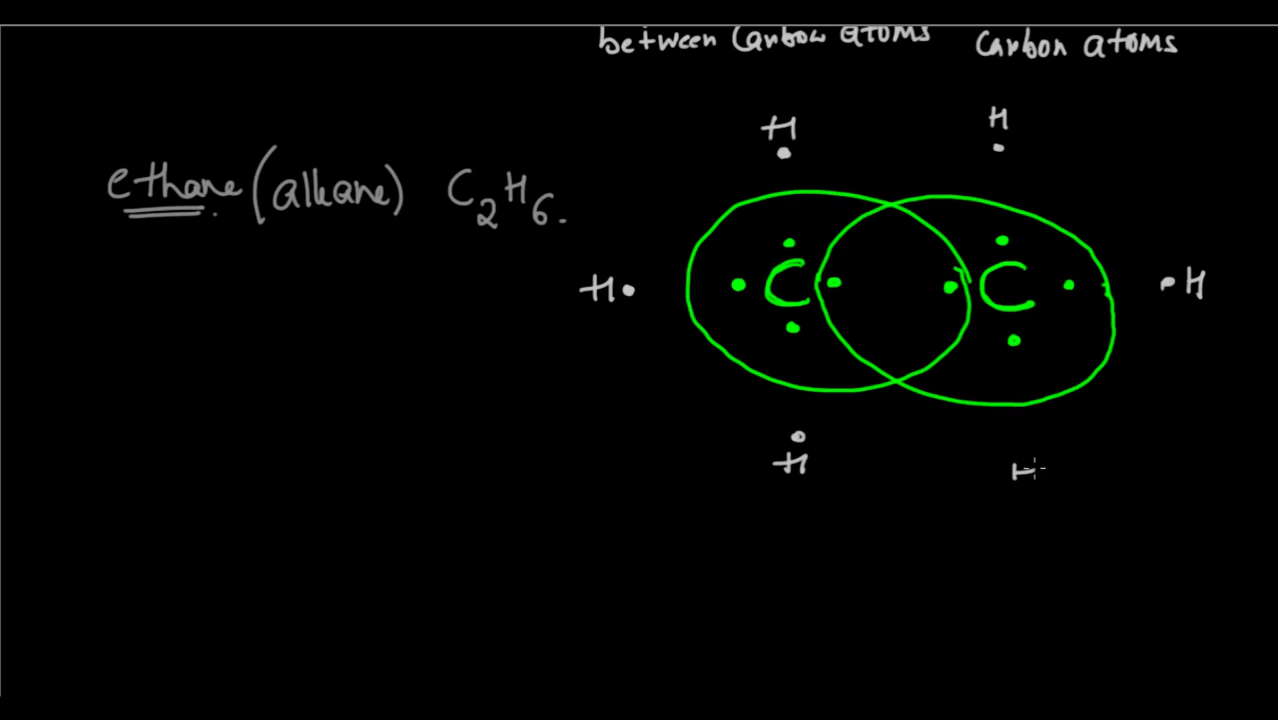 between Carbon atoms
Carbon atoms
H
H
ethane (alkane) C2H6.
H
C
C
H
H